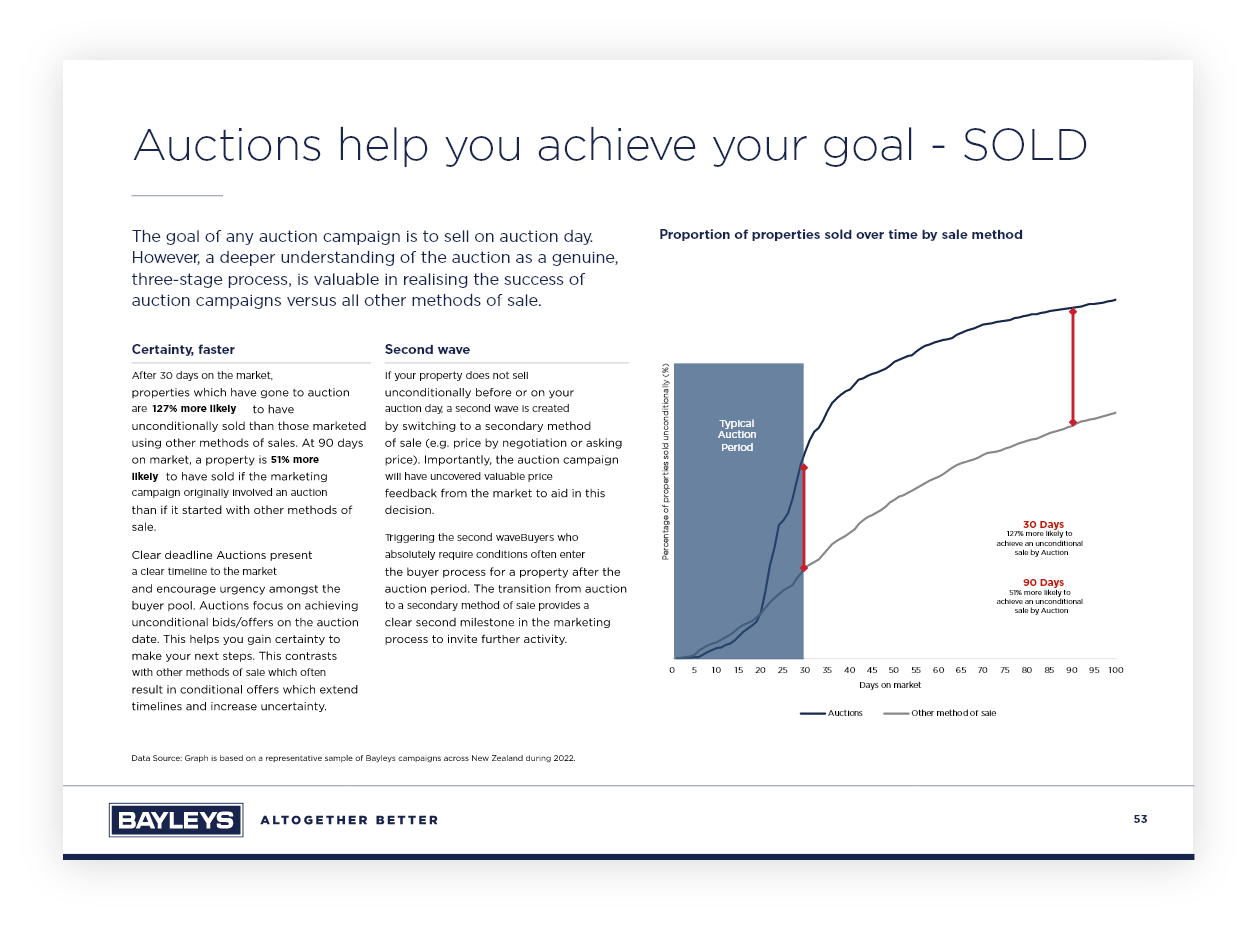 Auctions help you achieve your goal - SOLD
The goal of any auction campaign is to sell on auction day.
However, a deeper understanding of the auction as a genuine,
three-stage process, is valuable in realising the success of
auction campaigns versus all other methods of sale.
Certainty, faster
After 30 days on the market,
properties which have gone to auction
are 127% more likely to have
unconditionally sold than those marketed
using other methods of sales. At 90 days
on market, a property is 51% more
likely to have sold if the marketing
campaign originally involved an auction
than if it started with other methods of
sale.
Clear deadline Auctions present
a clear timeline to the market
and encourage urgency amongst the
buyer pool. Auctions focus on achieving
unconditional bids/offers on the auction
date. This helps you gain certainty to
make your next steps. This contrasts
with other methods of sale which often
result in conditional offers which extend
timelines and increase uncertainty.
Second wave
If your property does not sell
unconditionally before or on your
auction day, a second wave is created
by switching to a secondary method
of sale (e.g. price by negotiation or asking
price). Importantly, the auction campaign
will have uncovered valuable price
feedback from the market to aid in this
decision.
Triggering the second waveBuyers who
absolutely require conditions often enter
the buyer process for a property after the
auction period. The transition from auction
to a secondary method of sale provides a
clear second milestone in the marketing
process to invite further activity.
Proportion of properties sold over time by sale method
Percentage of properties sold unconditionally (%)
Typical
Auction
Period
30 Days
127% more likely to
achieve an unconditional
sale by Auction
90 Days
51% more likely to
achieve an unconditional
sale by Auction
0 5 10 15 20 25 30 35 40 45 50 55 60 65 70 75 80 85 90 95 100
Days on market
Auctions Other method of sale
Data Source: Graph is based on a representative sample of Bayleys campaigns across New Zealand during 2022.
BAYLEYS ALTOGETHER BETTER
53